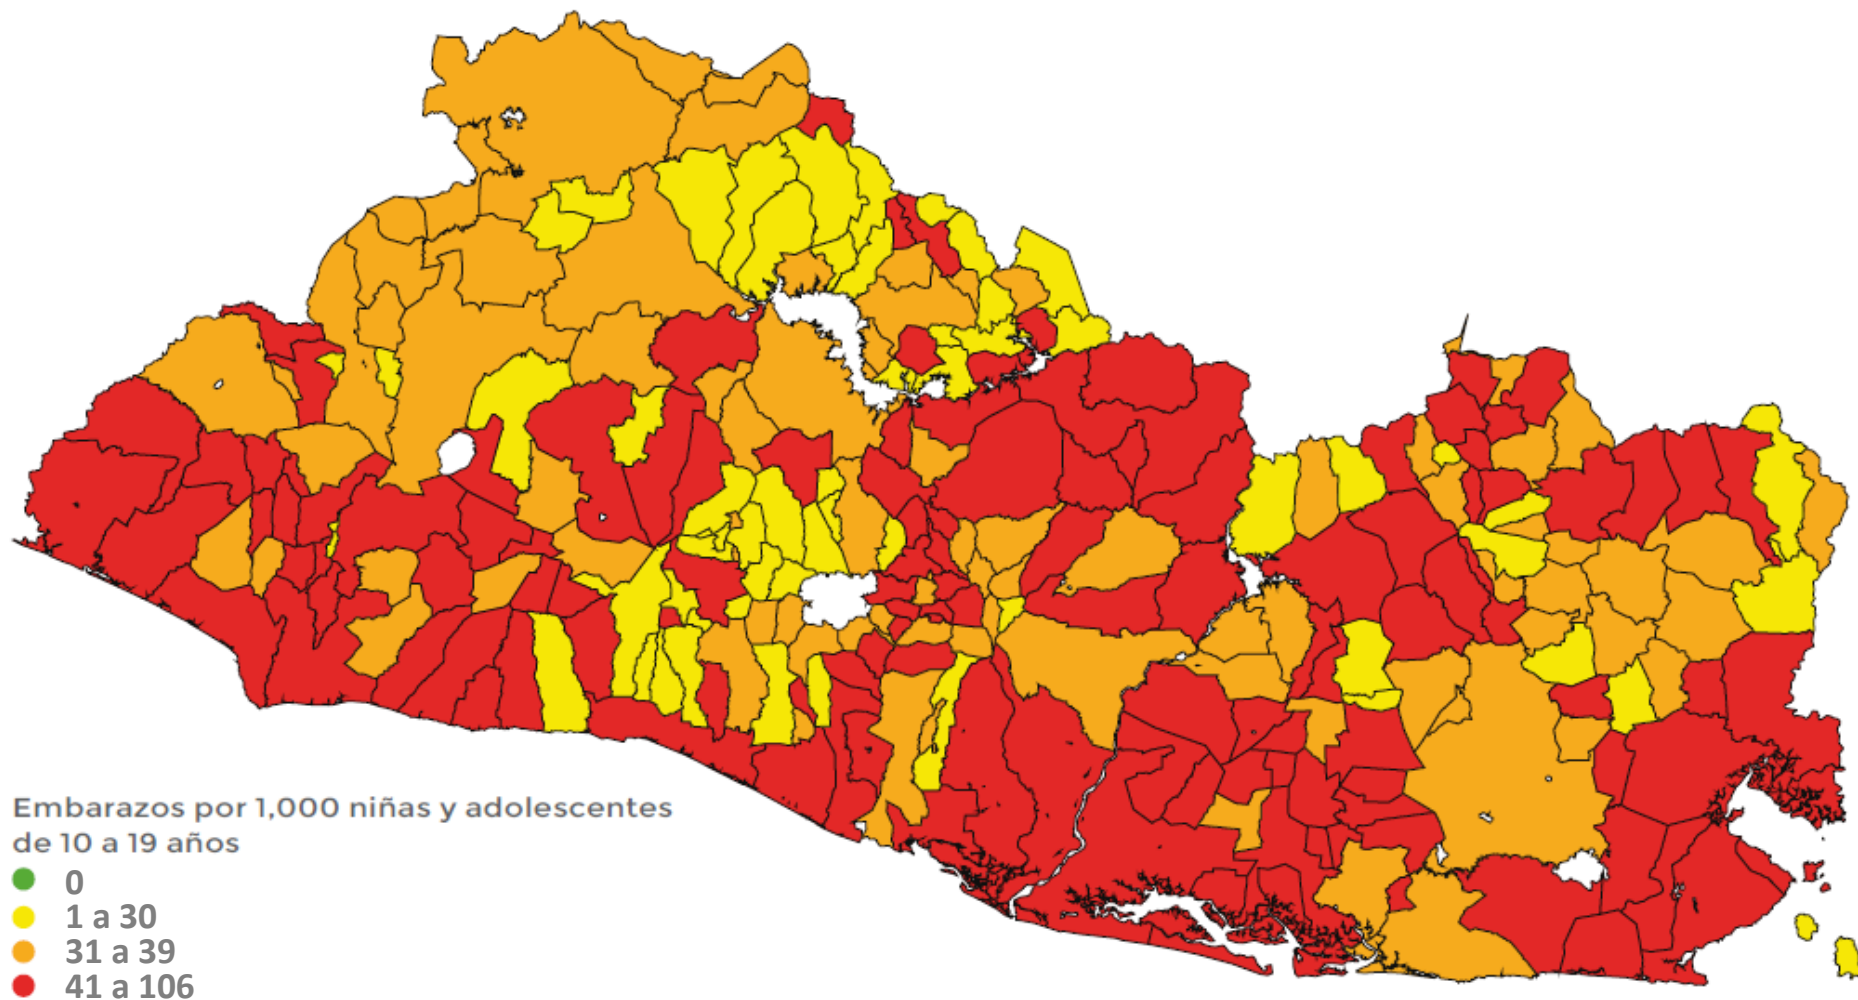 Embarazos por 1,000 niñas y adolescentes
de 10 a 19 años
0
1 a 30
31 a 39
41 a 106